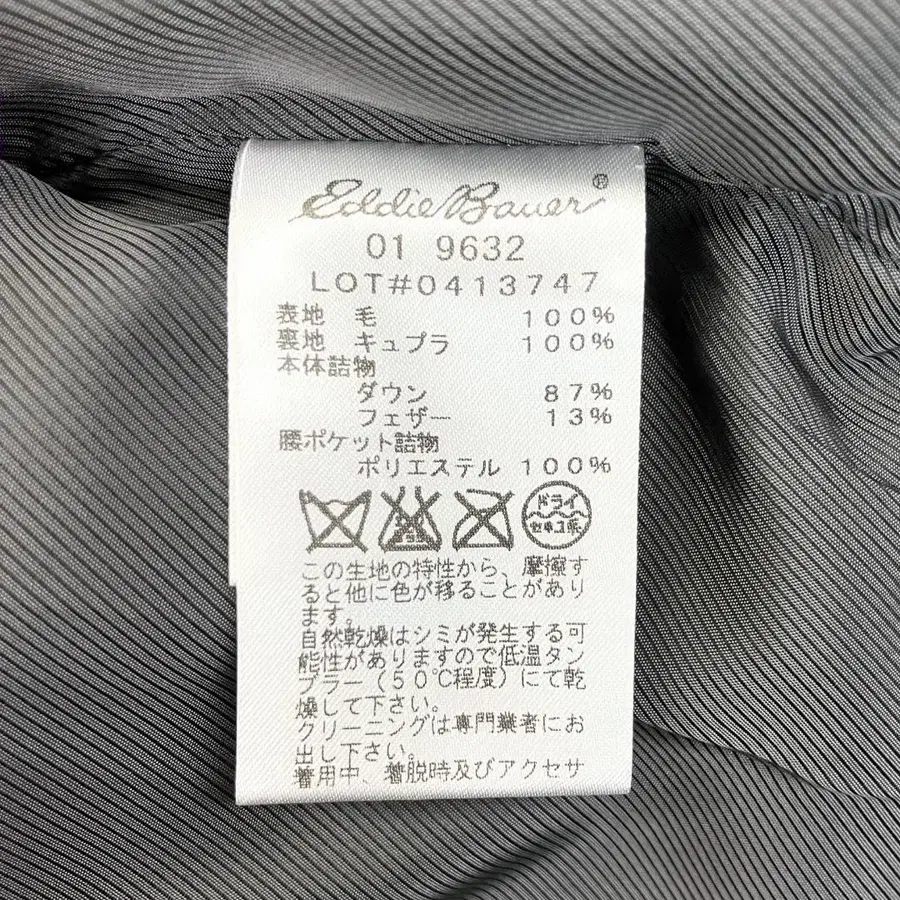 Eddie Bauer®
01 9632
LOT#0413747
表地 毛 100%
裏地 キュプラ 100%
本体詰物
ダウン 87%
フェザー 13%
腰ポケット詰物
ポリエステル 100%
ドライ
この生地の特性から、摩擦す
ると他に色が移ることがあり
ます。
自然乾燥はシミが発生する可
能性がありますので低温タン
ブラー（50℃程度）にて乾
燥して下さい。
クリーニングは専門業者にお
出し下さい。
着用中、着脱時及びアクセサ